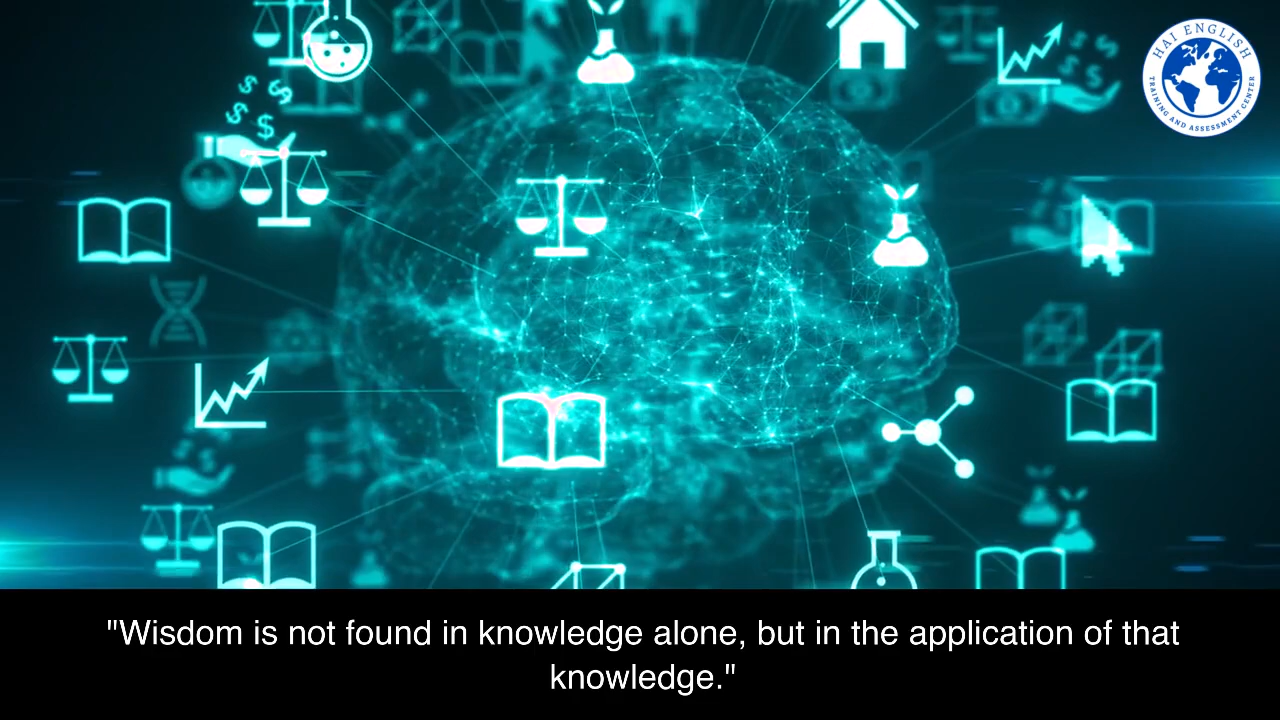 HAI ENGLISH
TRAINING AND ASSESSMENT CENTER
"Wisdom is not found in knowledge alone, but in the application of that
knowledge."